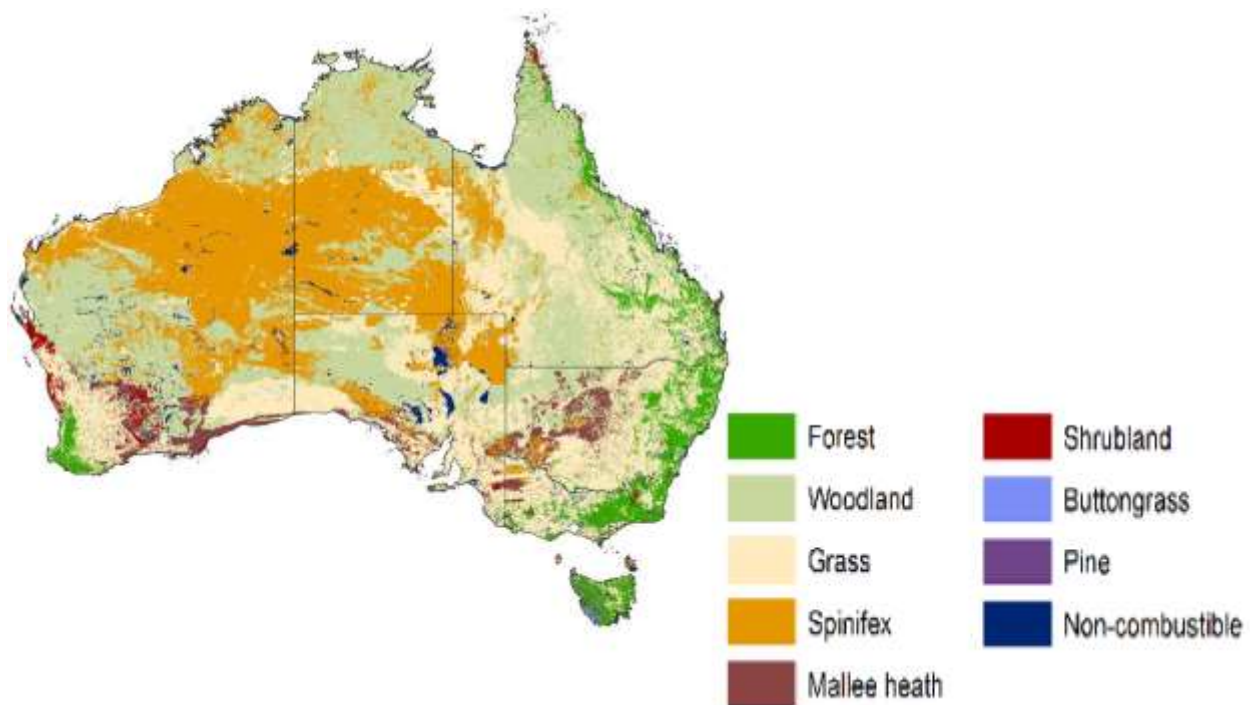 Forest
Woodland
Grass
Spinifex
Mallee heath
Shrubland
Buttongrass
Pine
Non-combustible